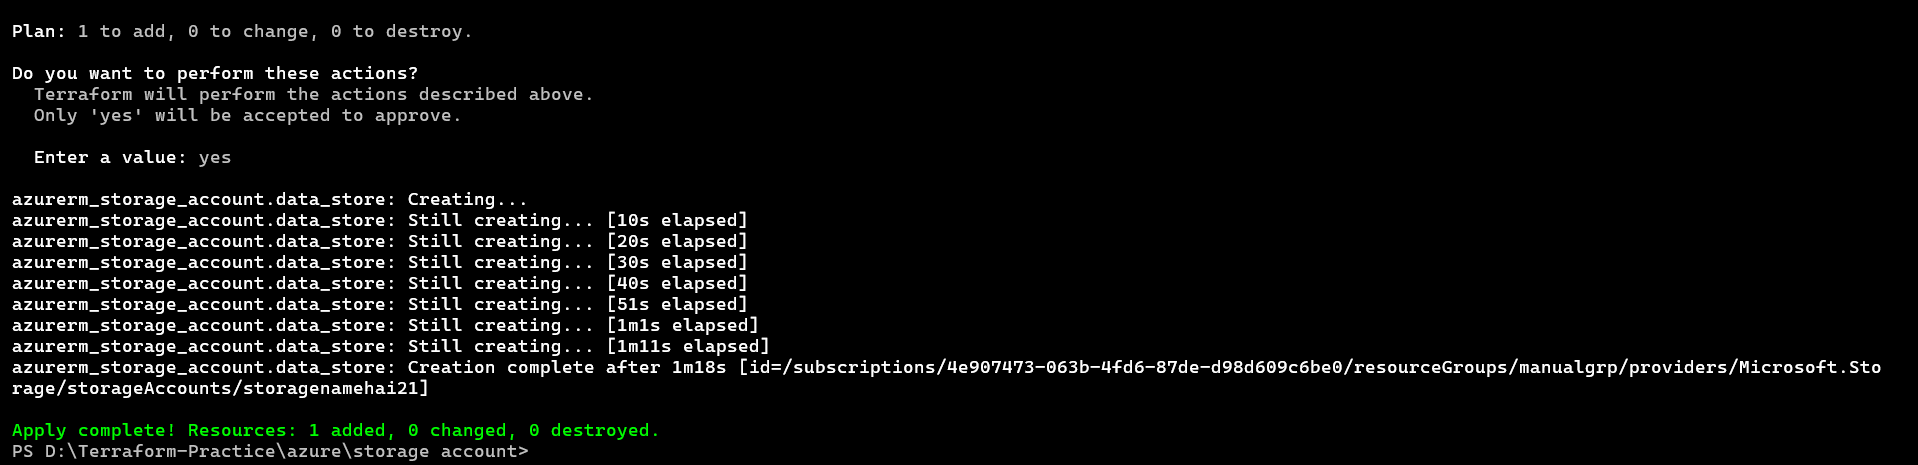 Plan: 1 to add, 0 to change, 0 to destroy.
Do you want to perform these actions?
Terraform will perform the actions described above.
Only 'yes' will be accepted to approve.
Enter a value: yes
azurerm_storage_account.data_store: Creating...
azurerm_storage_account.data_store: Still creating... [10s elapsed]
azurerm_storage_account.data_store: Still creating... [20s elapsed]
azurerm_storage_account.data_store: Still creating... [30s elapsed]
azurerm_storage_account.data_store: Still creating... [40s elapsed]
azurerm_storage_account.data_store: Still creating... [51s elapsed]
azurerm_storage_account.data_store: Still creating... [1m1s elapsed]
azurerm_storage_account.data_store: Still creating... [1m11s elapsed]
azurerm_storage_account.data_store: Creation complete after 1m18s [id=/subscriptions/4e907473-063b-4fd6-87de-d98d609c6be0/resourceGroups/manualgrp/providers/Microsoft.Sto
rage/storageAccounts/storagenamehai21]
Apply complete! Resources: 1 added, 0 changed, 0 destroyed.
PS D:\Terraform-Practice\azure\storage account>